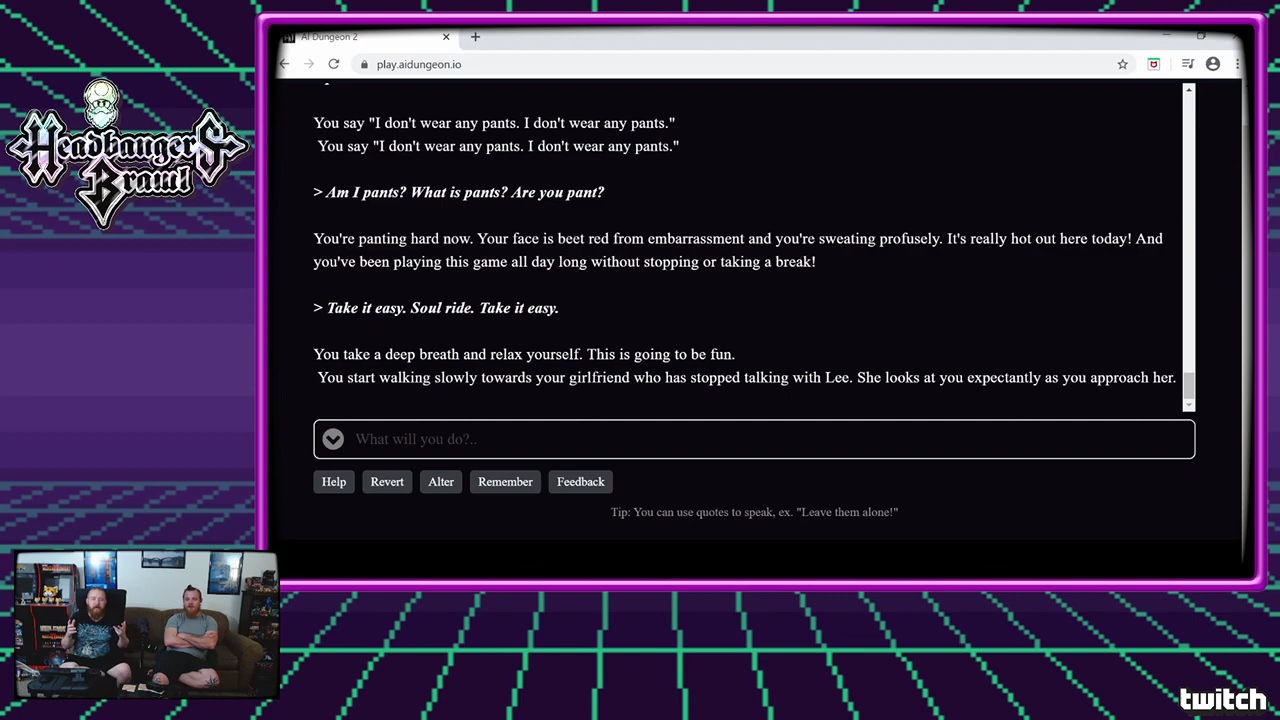 AI Dungeon 2
play.aidungeon.io
Headbangers
Brawl
You say "I don't wear any pants. I don't wear any pants."
You say "I don't wear any pants. I don't wear any pants."
> Am I pants? What is pants? Are you pant?
You're panting hard now. Your face is beet red from embarrassment and you're sweating profusely. It's really hot out here today! And
you've been playing this game all day long without stopping or taking a break!
> Take it easy. Soul ride. Take it easy.
You take a deep breath and relax yourself. This is going to be fun.
You start walking slowly towards your girlfriend who has stopped talking with Lee. She looks at you expectantly as you approach her.
What will you do?..
Help Revert Alter Remember Feedback
Tip: You can use quotes to speak, ex. "Leave them alone!"
twitch